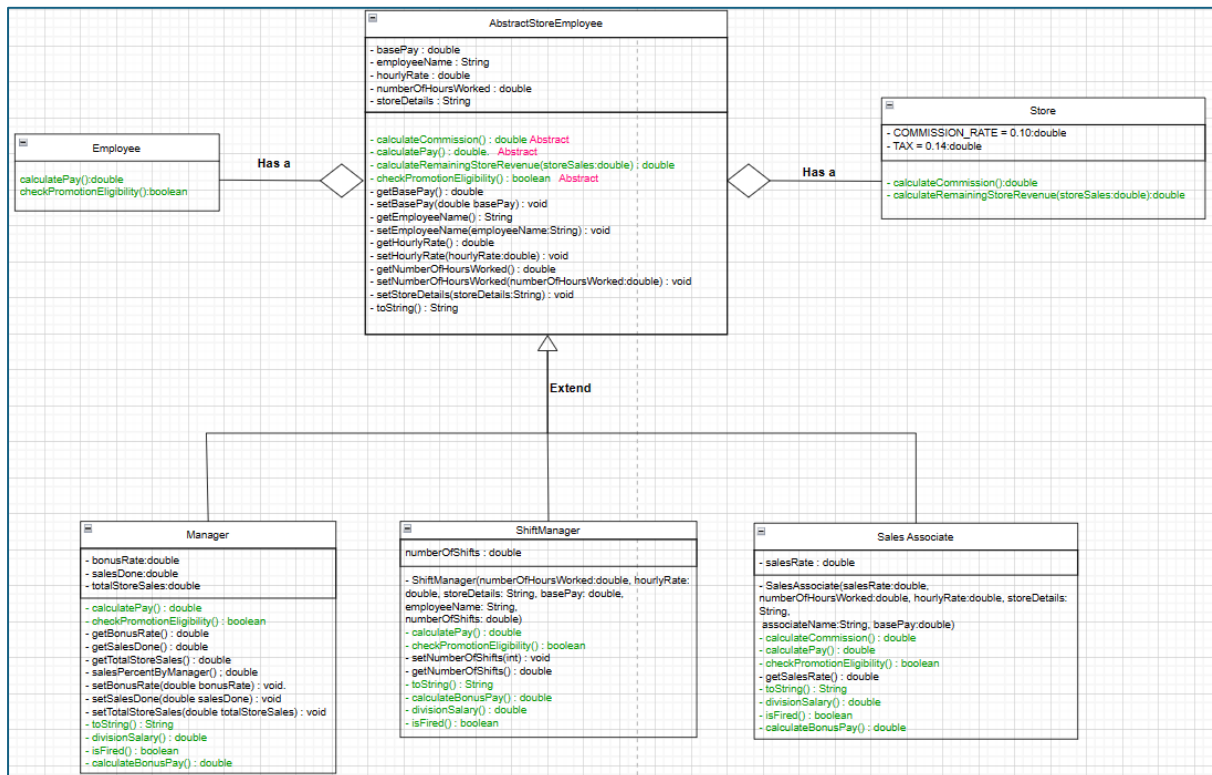 AbstractStoreEmployee
- basePay : double
- employeeName : String
- hourlyRate : double
- numberOfHoursWorked : double
- storeDetails : String
- calculateCommission() : double Abstract
- calculatePay() : double. Abstract
- calculateRemainingStoreRevenue(storeSales:double) : double
- checkPromotionEligibility() : boolean Abstract
- getBasePay() : double
- setBasePay(double basePay) : void
- getEmployeeName() : String
- setEmployeeName(employeeName:String) : void
- getHourlyRate() : double
- setHourlyRate(hourlyRate:double) : void
- getNumberOfHoursWorked() : double
- setNumberOfHoursWorked(numberOfHoursWorked:double) : void
- setStoreDetails(storeDetails:String) : void
- toString() : String
Employee
calculatePay():double
checkPromotionEligibility():boolean
Has a
Has a
Store
- COMMISSION_RATE = 0.10:double
- TAX = 0.14:double
- calculateCommission():double
- calculateRemainingStoreRevenue(storeSales:double):double
Extend
Manager
- bonusRate:double
- salesDone:double
- totalStoreSales:double
- calculatePay() : double
- checkPromotionEligibility() : boolean
- getBonusRate() : double
- getSalesDone() : double
- getTotalStoreSales() : double
- salesPercentByManager() ; double
- setBonusRate(double bonusRate) : void.
- setSalesDone(double salesDone) : void
- setTotalStoreSales(double totalStoreSales) : void
- toString() : String
- divisionSalary() : double
- isFired() : boolean
- calculateBonusPay() : double
ShiftManager
numberOfShifts : double
- ShiftManager(numberOfHoursWorked:double, hourlyRate:
double, storeDetails: String, basePay: double,
employeeName: String,
numberOfShifts: double)
- calculatePay() : double
- checkPromotionEligibility() : boolean
- setNumberOfShifts(int) : void
- getNumberOfShifts() : double
- toString() : String
- calculateBonusPay() : double
- divisionSalary() : double
- isFired() : boolean
Sales Associate
- salesRate : double
- SalesAssociate(salesRate:double,
numberOfHoursWorked:double, hourlyRate:double, storeDetails:
String,
associateName:String, basePay:double)
- calculateCommission() : double
- calculatePay() : double
- checkPromotionEligibility() : boolean
- getSalesRate() : double
- toString() : String
- divisionSalary() : double
- isFired() : boolean
- calculateBonusPay() : double